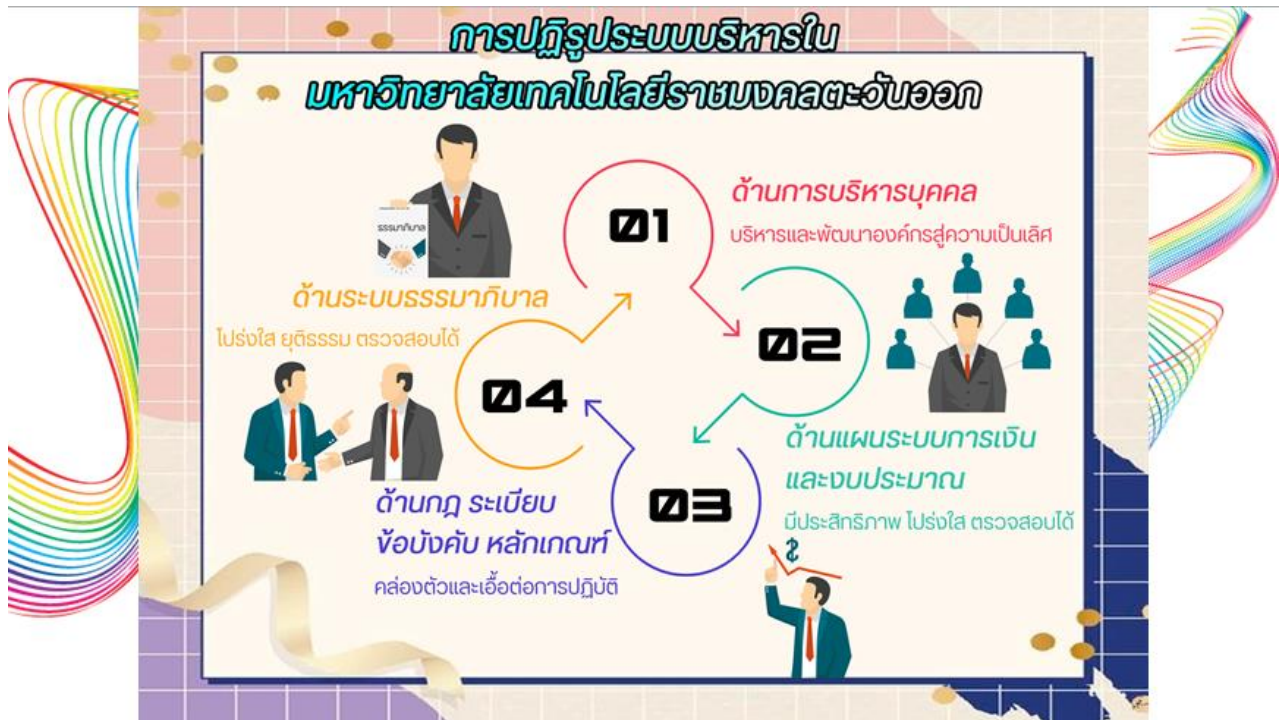 การปฏิรูประบบบริหารใน
มหาวิทยาลัยเทคโนโลยีราชมงคลตะวันออก
01
ด้านการบริหารบุคคล
บริหารและพัฒนาองค์กรสู่ความเป็นเลิศ
02
ด้านแผนระบบการเงิน
และงบประมาณ
มีประสิทธิภาพ โปร่งใส ตรวจสอบได้
03
ด้านกฎ ระเบียบ
ข้อบังคับ หลักเกณฑ์
คล่องตัวและเอื้อต่อการปฏิบัติ
04
ด้านระบบธรรมาภิบาล
โปร่งใส ยุติธรรม ตรวจสอบได้
ธรรมาภิบาล
$